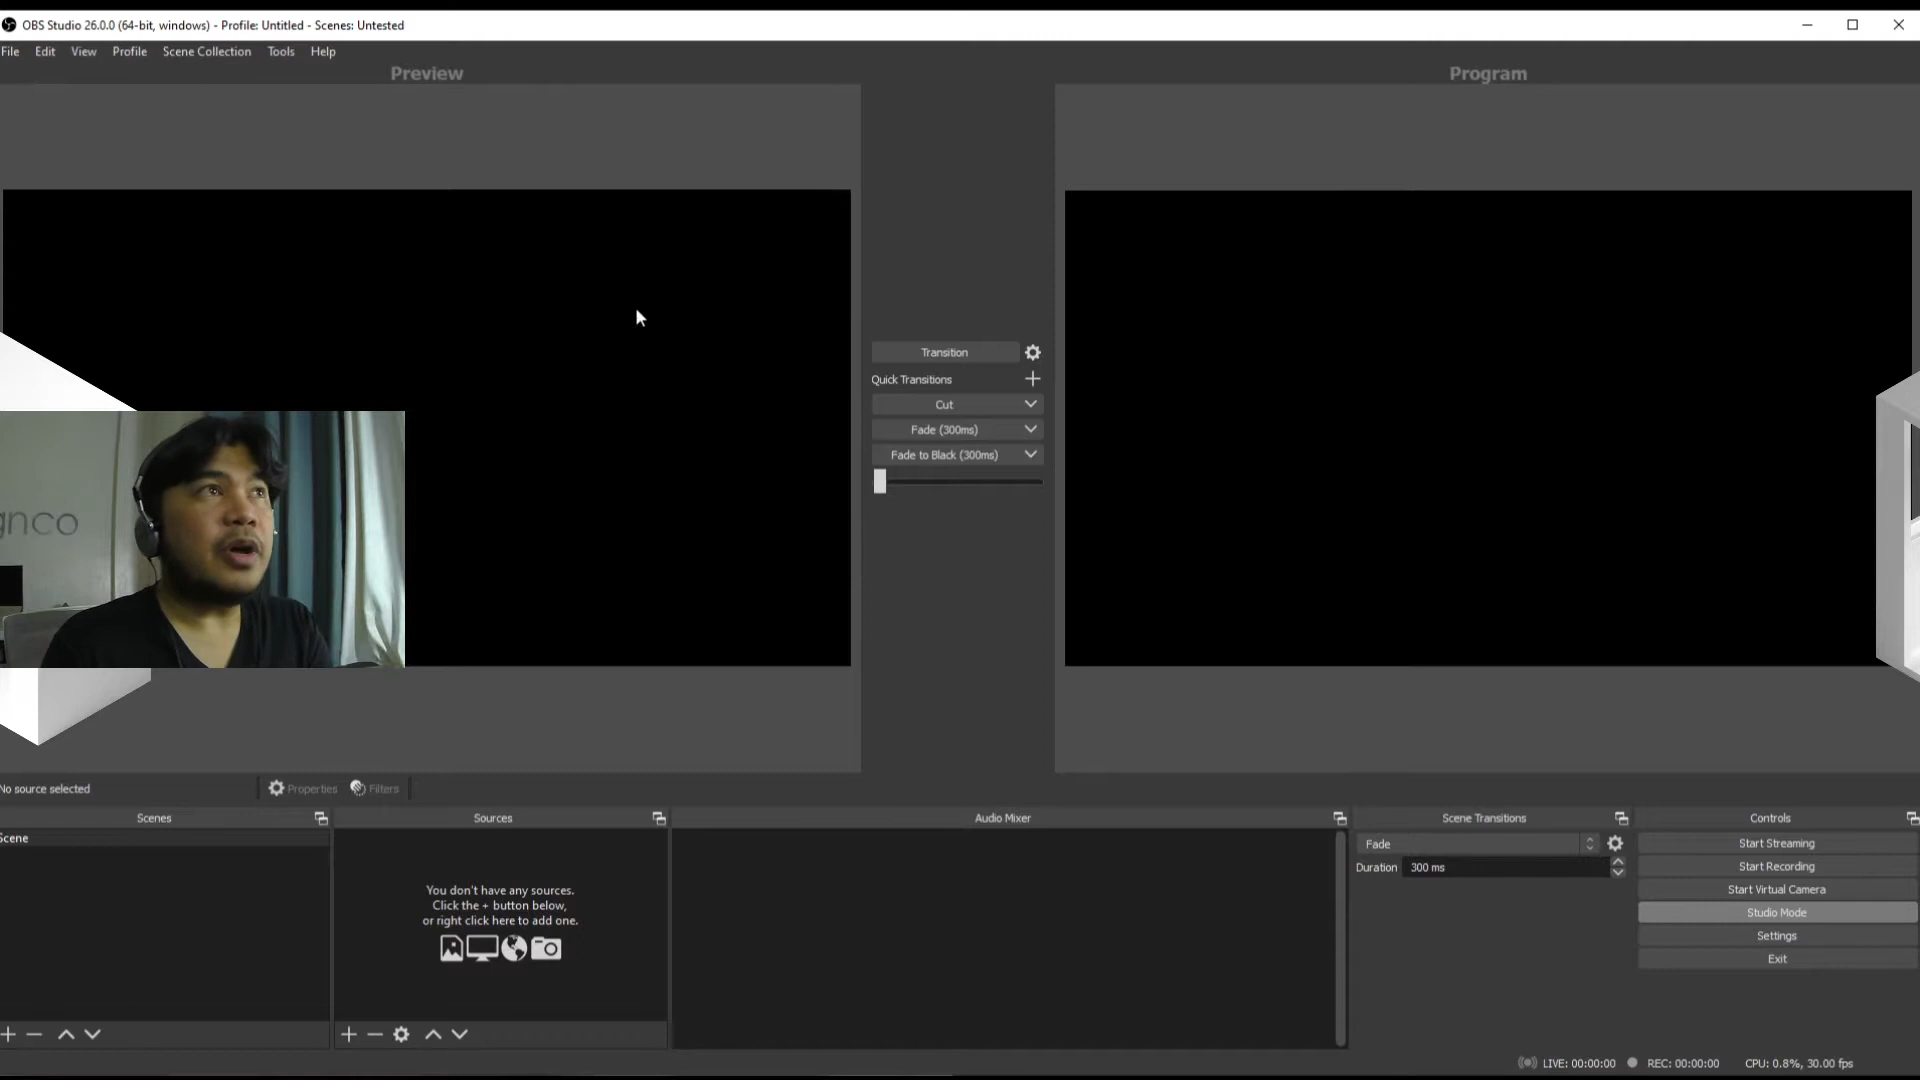 OBS Studio 26.0.0 (64-bit, windows) - Profile: Untitled - Scenes: Untested
File Edit View Profile Scene Collection Tools Help
Preview
Program
Transition
Quick Transitions
Cut
Fade (300ms)
Fade to Black (300ms)
gnco
No source selected
Properties
Filters
Scenes
Scene
Sources
You don't have any sources.
Click the + button below,
or right click here to add one.
Audio Mixer
Scene Transitions
Fade
Duration 300 ms
Controls
Start Streaming
Start Recording
Start Virtual Camera
Studio Mode
Settings
Exit
LIVE: 00:00:00 REC: 00:00:00 CPU: 0.8%, 30.00 fps